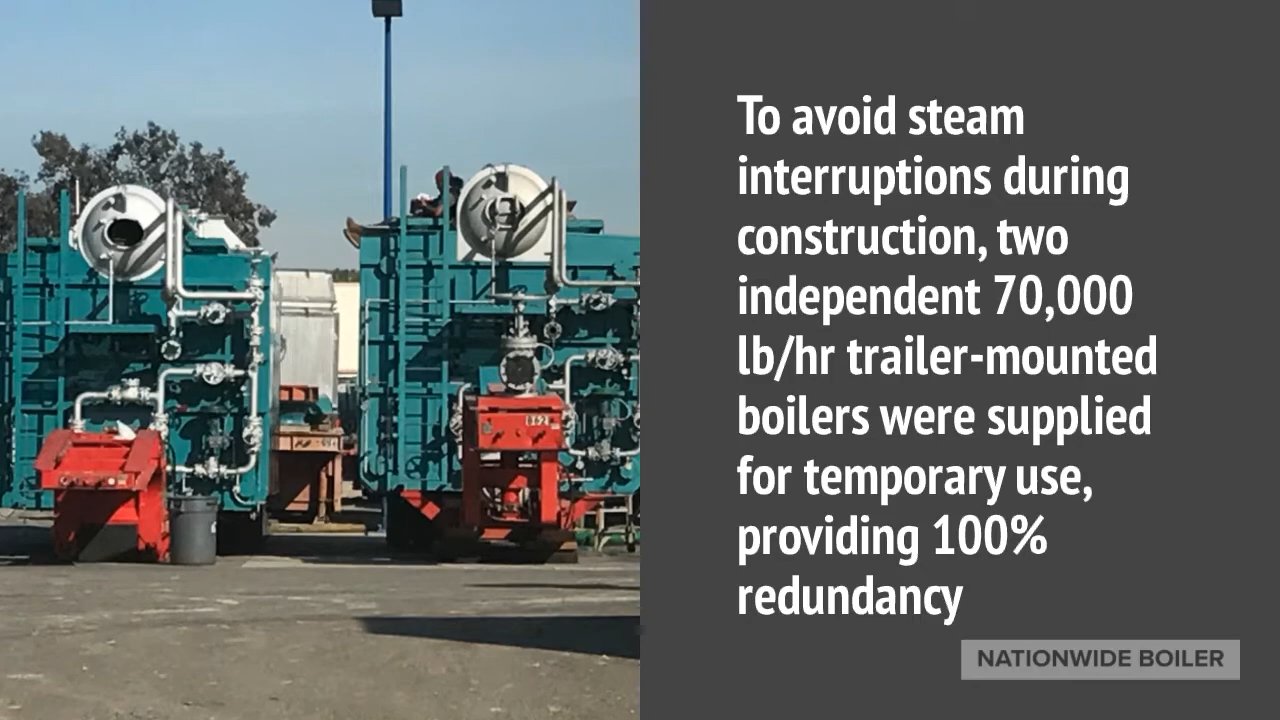 To avoid steam
interruptions during
construction, two
independent 70,000
lb/hr trailer-mounted
boilers were supplied
for temporary use,
providing 100%
redundancy
NATIONWIDE BOILER